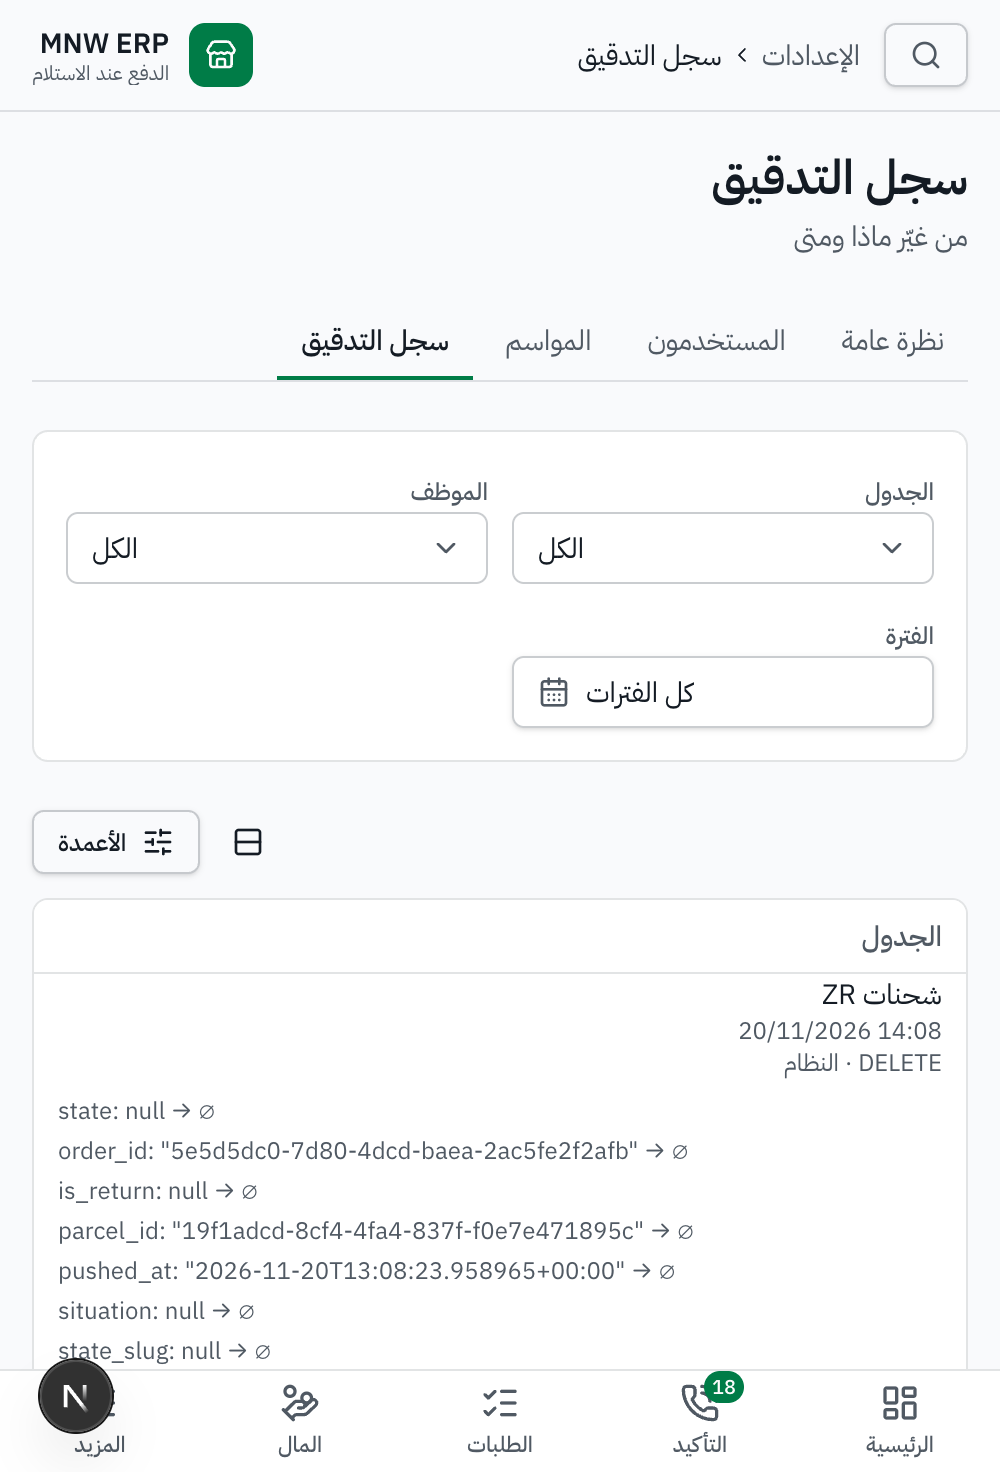 الإعدادات › سجل التدقيق
MNW ERP
الدفع عند الاستلام
سجل التدقيق
من غيّر ماذا ومتى
نظرة عامة
المستخدمون
المواسم
سجل التدقيق
الجدول
الموظف
الكل
الكل
الفترة
كل الفترات
الأعمدة
الجدول
شحنات ZR
20/11/2026 14:08
DELETE · النظام
state: null → ∅
order_id: "5e5d5dc0-7d80-4dcd-baea-2ac5fe2f2afb" → ∅
is_return: null → ∅
parcel_id: "19f1adcd-8cf4-4fa4-837f-f0e7e471895c" → ∅
pushed_at: "2026-11-20T13:08:23.958965+00:00" → ∅
situation: null → ∅
state_slug: null → ∅
الرئيسية
18
التأكيد
الطلبات
المال
المزيد
N